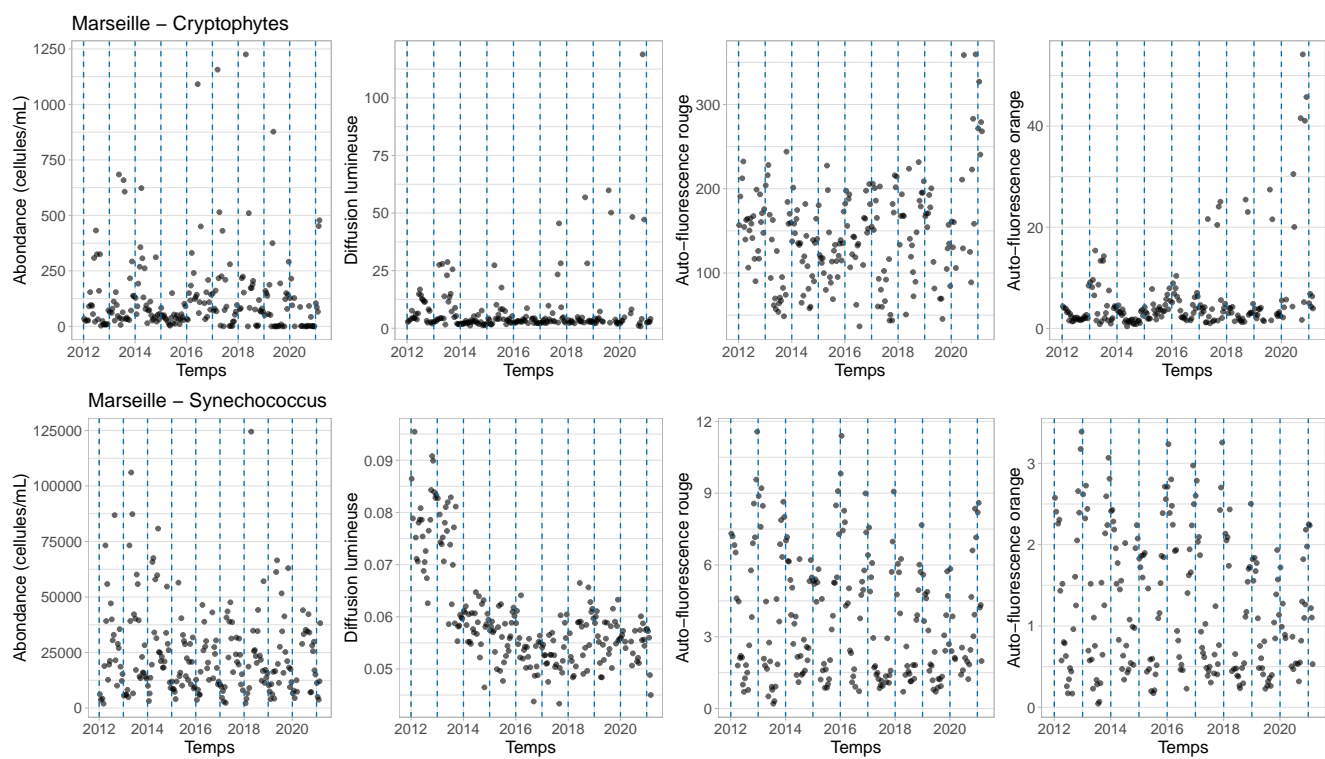 Marseille − Cryptophytes
Abondance (cellules/mL)
1250
1000
750
500
250
0
2012 2014 2016 2018 2020
Temps
Diffusion lumineuse
100
75
50
25
0
2012 2014 2016 2018 2020
Temps
Auto−fluorescence rouge
300
200
100
2012 2014 2016 2018 2020
Temps
Auto−fluorescence orange
40
20
0
2012 2014 2016 2018 2020
Temps
Marseille − Synechococcus
Abondance (cellules/mL)
125000
100000
75000
50000
25000
0
2012 2014 2016 2018 2020
Temps
Diffusion lumineuse
0.09
0.08
0.07
0.06
0.05
2012 2014 2016 2018 2020
Temps
Auto−fluorescence rouge
12
9
6
3
0
2012 2014 2016 2018 2020
Temps
Auto−fluorescence orange
3
2
1
0
2012 2014 2016 2018 2020
Temps